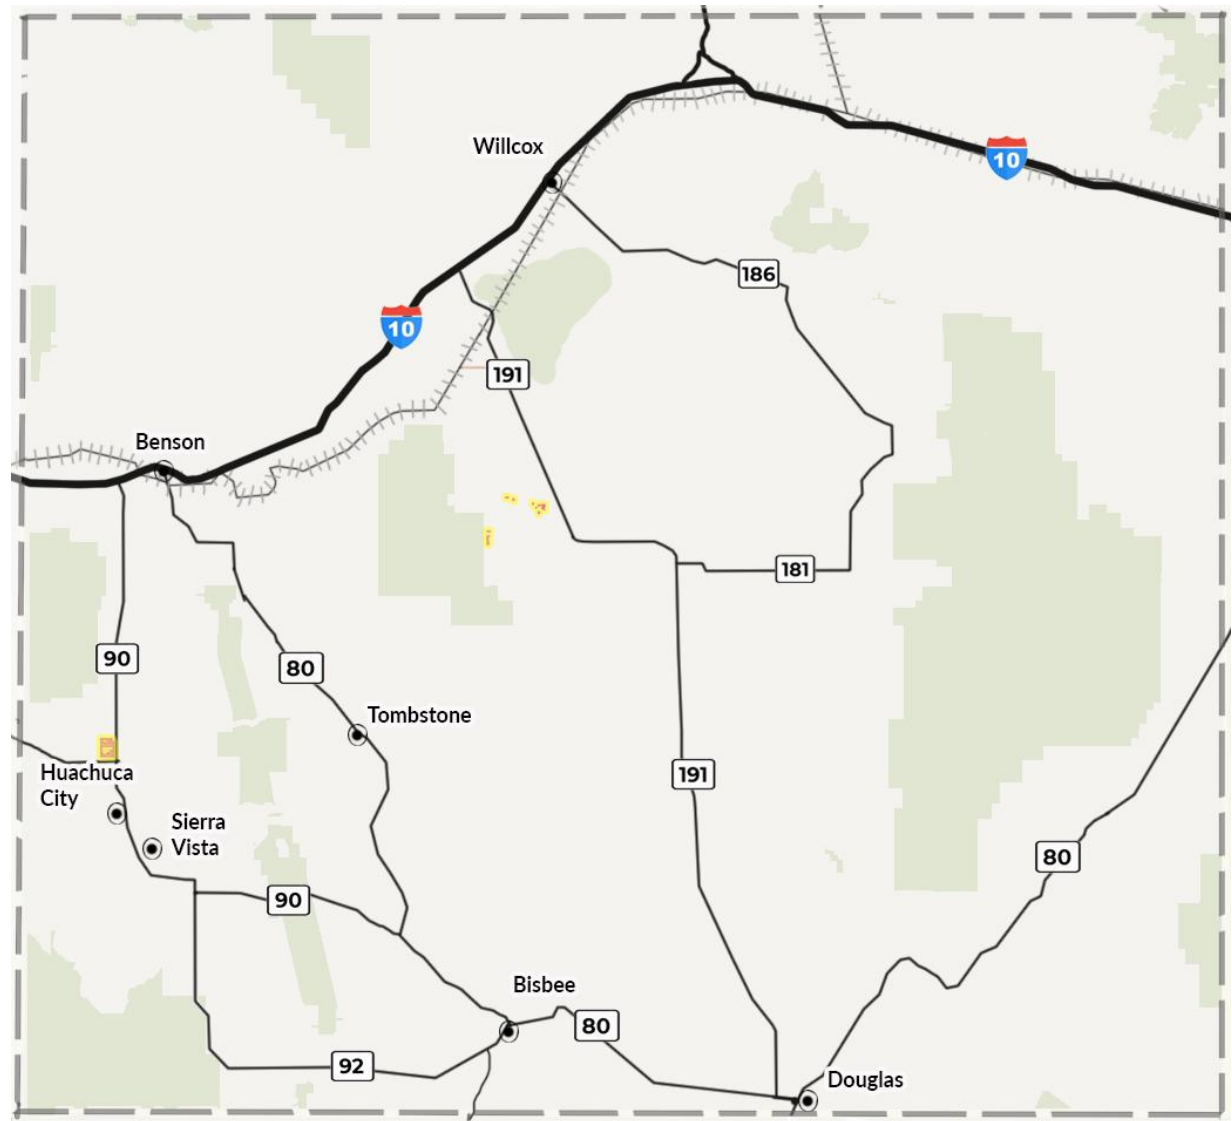 Willcox
10
186
10
191
Benson
181
90
80
Tombstone
Huachuca
City
191
Sierra
Vista
80
90
Bisbee
80
92
Douglas